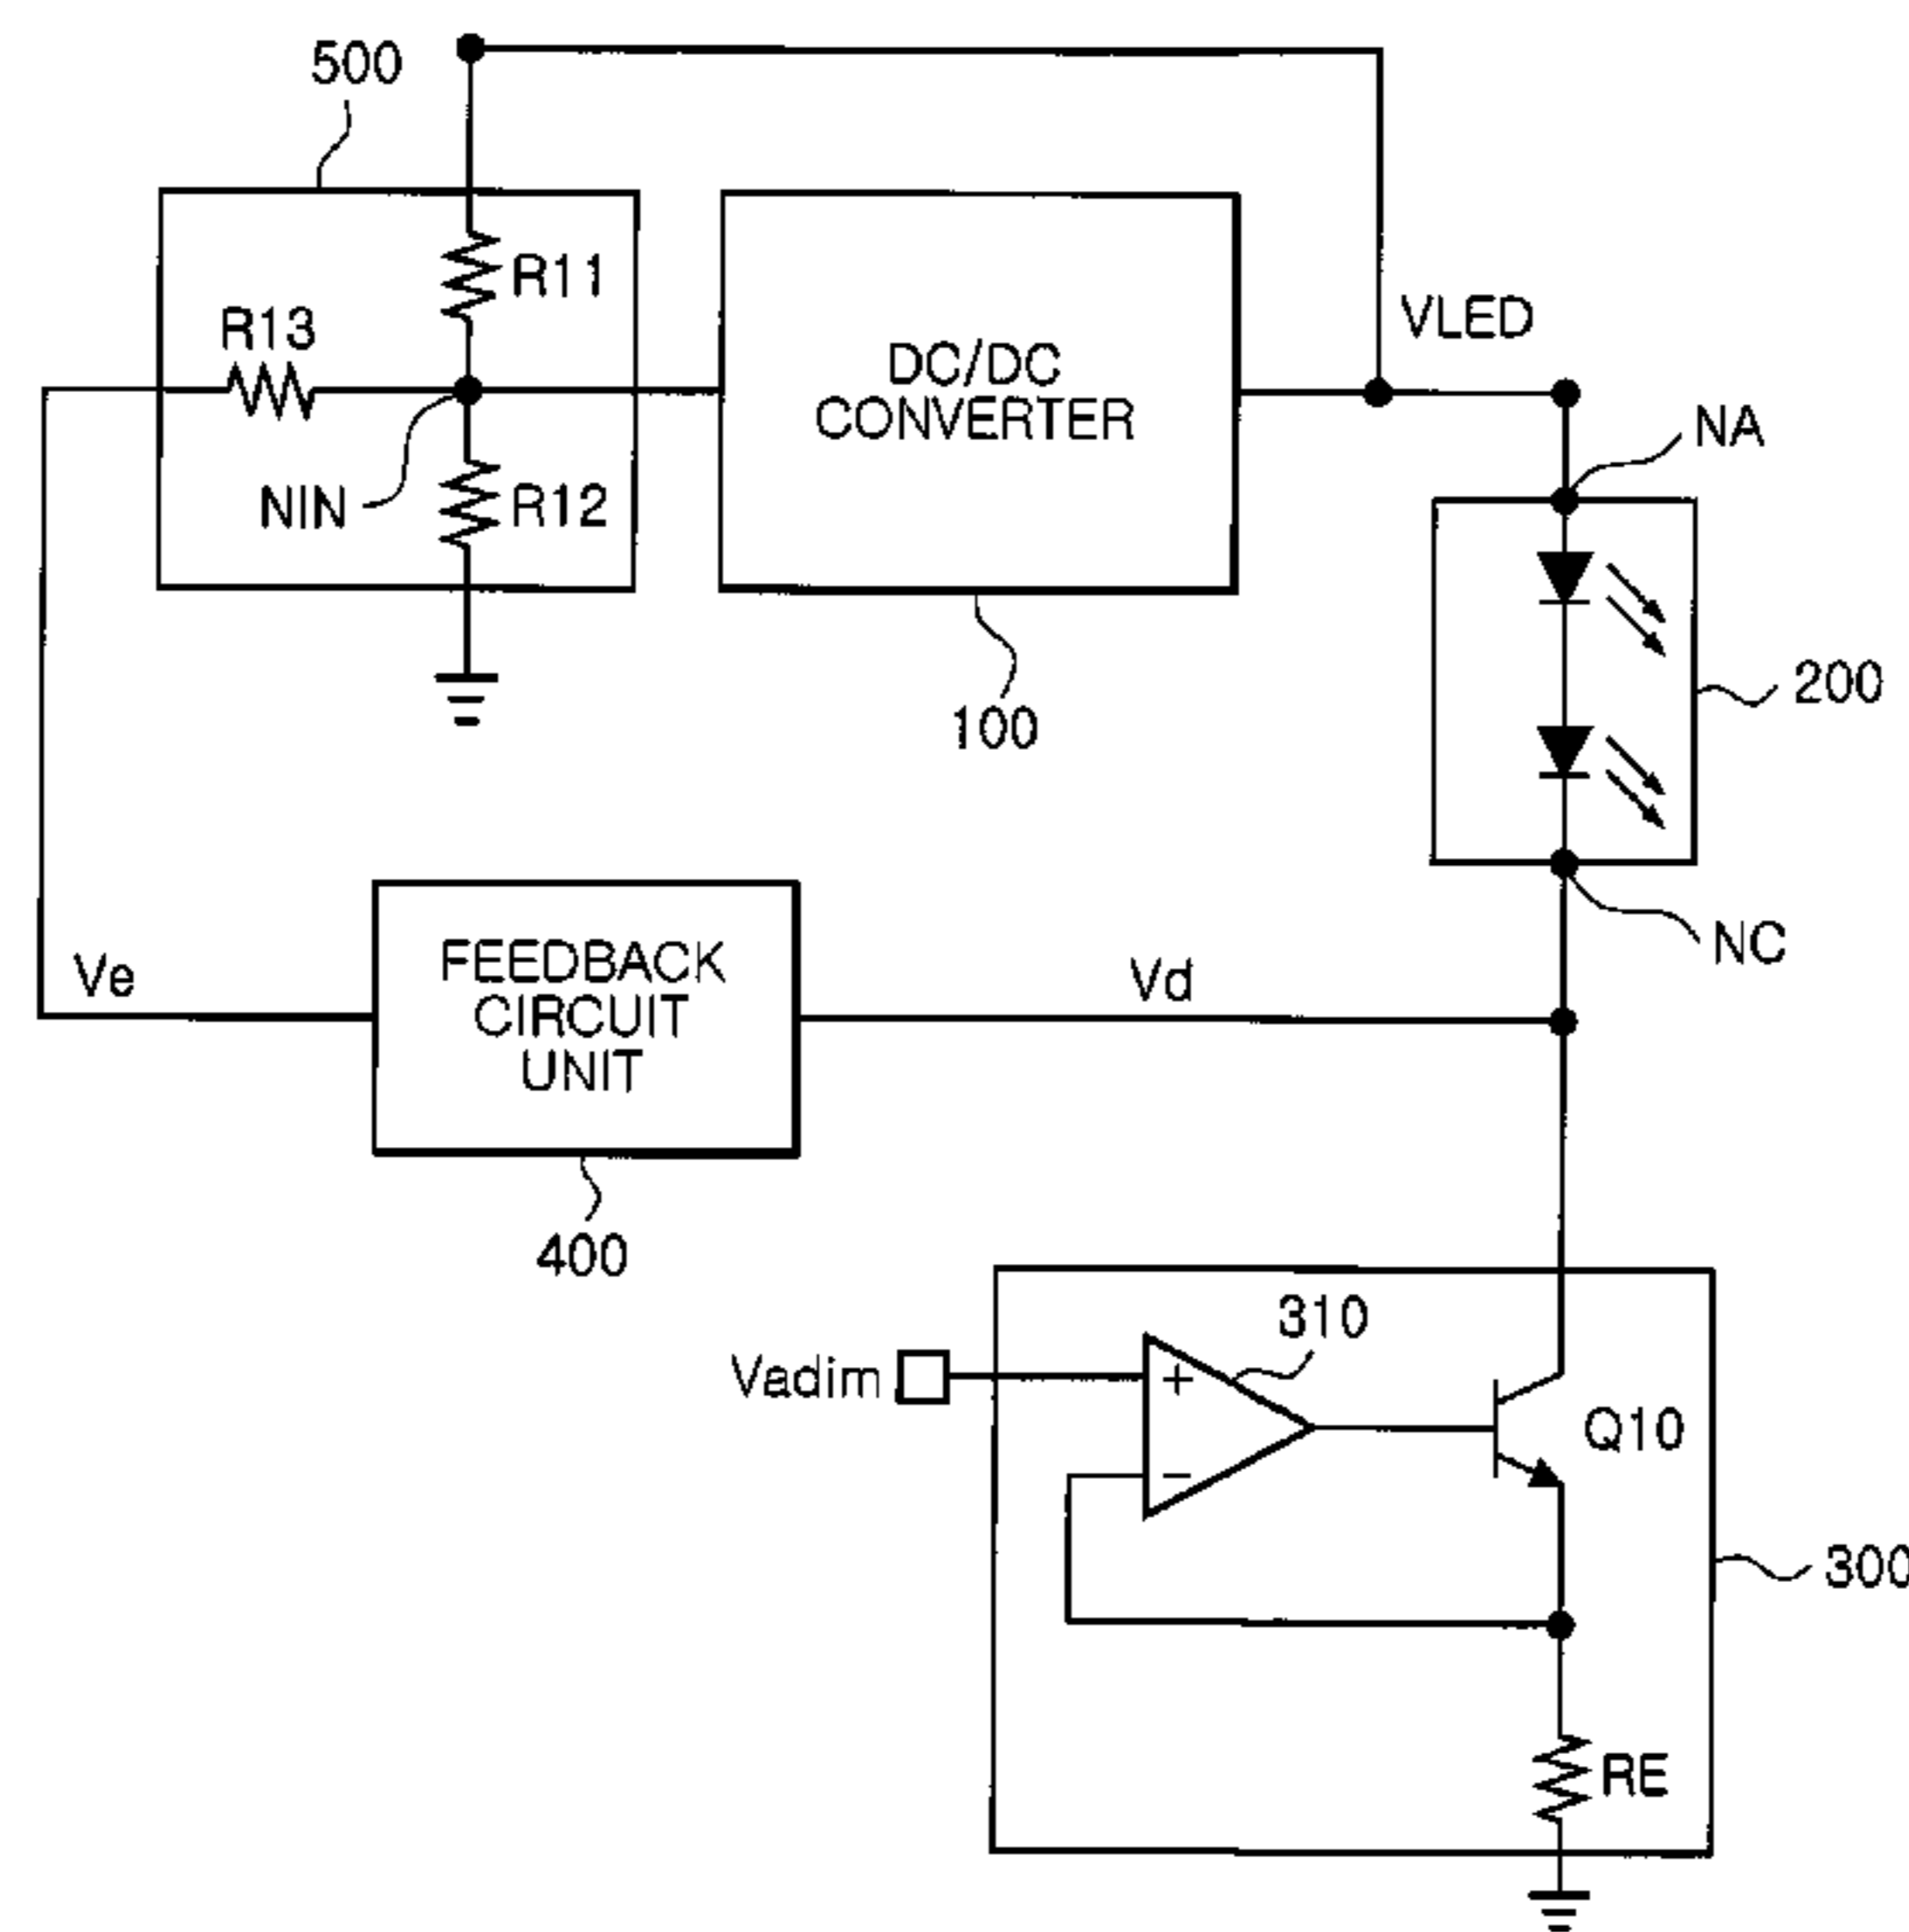 500
R11
R13
VLED
DC/DC
CONVERTER
NA
NIN
R12
200
100
NC
FEEDBACK
CIRCUIT
UNIT
Ve
Vd
400
310
Vadim
+
Q10
−
300
RE